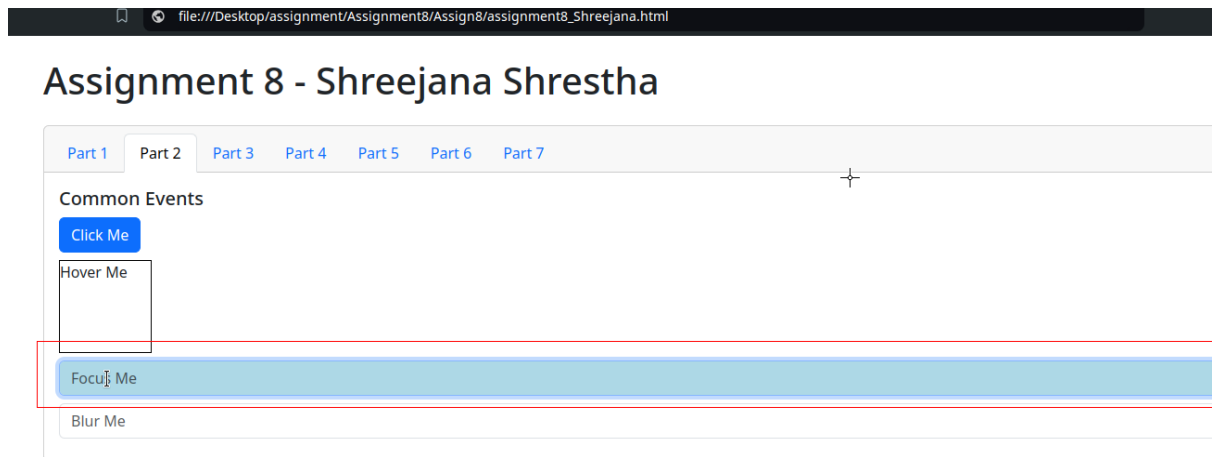 file:///Desktop/assignment/Assignment8/Assign8/assignment8_Shreejana.html
Assignment 8 - Shreejana Shrestha
Part 1 Part 2 Part 3 Part 4 Part 5 Part 6 Part 7
Common Events
Click Me
Hover Me
Focus Me
Blur Me